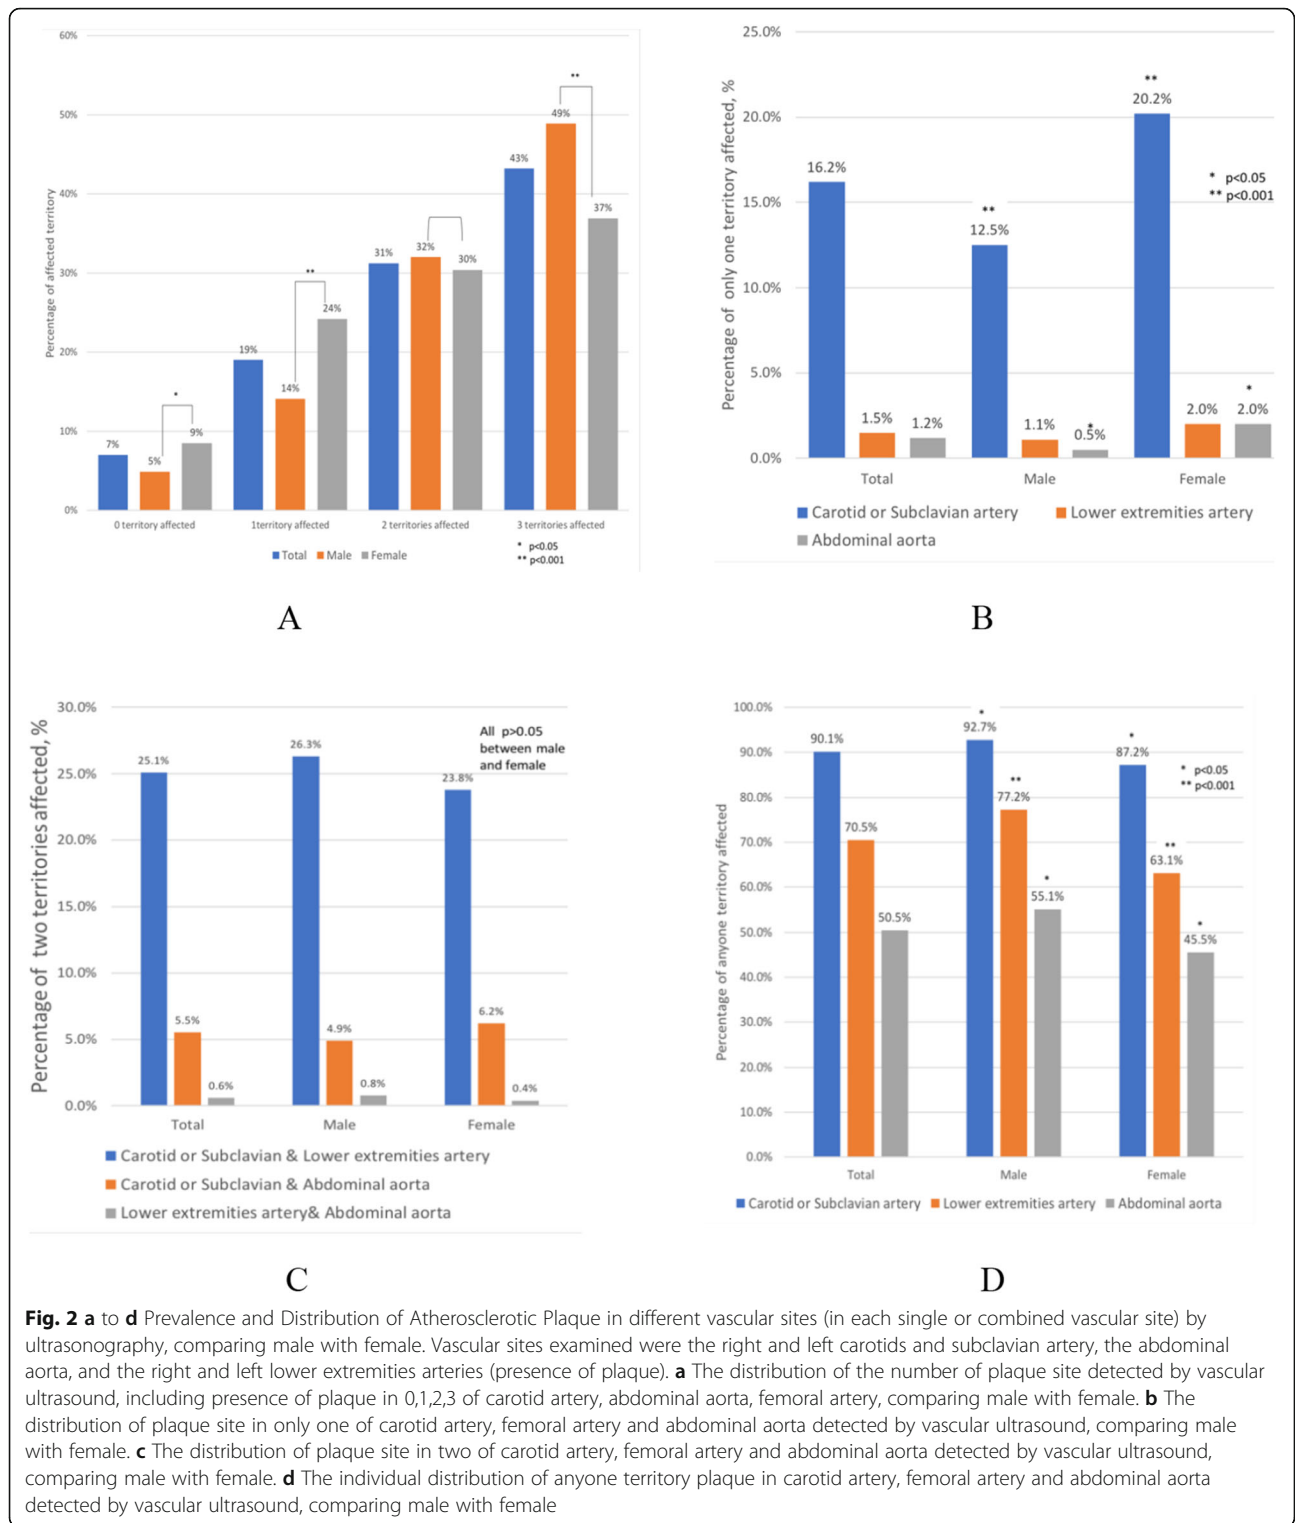 60%
50%
40%
30%
20%
10%
0%
Percentage of affected territory
7%
5%
*
9%
19%
14%
**
24%
31%
32%
30%
43%
**
49%
37%
0 territory affected
1territory affected
2 territories affected
3 territories affected
Total
Male
Female
* p<0.05
** p<0.001
A
25.0%
20.0%
15.0%
10.0%
5.0%
0.0%
Percentage of only one territory affected, %
16.2%
1.5%
1.2%
**
12.5%
1.1%
*
0.5%
**
20.2%
2.0%
*
2.0%
* p<0.05
** p<0.001
Total
Male
Female
Carotid or Subclavian artery
Lower extremities artery
Abdominal aorta
B
30.0%
25.0%
20.0%
15.0%
10.0%
5.0%
0.0%
Percentage of two territories affected, %
25.1%
5.5%
0.6%
26.3%
4.9%
0.8%
23.8%
6.2%
0.4%
All p>0.05
between male
and female
Total
Male
Female
Carotid or Subclavian & Lower extremities artery
Carotid or Subclavian & Abdominal aorta
Lower extremities artery& Abdominal aorta
C
100.0%
90.0%
80.0%
70.0%
60.0%
50.0%
40.0%
30.0%
20.0%
10.0%
0.0%
Percentage of anyone territory affected
90.1%
70.5%
50.5%
*
92.7%
**
77.2%
*
55.1%
*
87.2%
**
63.1%
*
45.5%
* p<0.05
** p<0.001
Total
Male
Female
Carotid or Subclavian artery
Lower extremities artery
Abdominal aorta
D
Fig. 2 a to d Prevalence and Distribution of Atherosclerotic Plaque in different vascular sites (in each single or combined vascular site) by
ultrasonography, comparing male with female. Vascular sites examined were the right and left carotids and subclavian artery, the abdominal
aorta, and the right and left lower extremities arteries (presence of plaque). a The distribution of the number of plaque site detected by vascular
ultrasound, including presence of plaque in 0,1,2,3 of carotid artery, abdominal aorta, femoral artery, comparing male with female. b The
distribution of plaque site in only one of carotid artery, femoral artery and abdominal aorta detected by vascular ultrasound, comparing male
with female. c The distribution of plaque site in two of carotid artery, femoral artery and abdominal aorta detected by vascular ultrasound,
comparing male with female. d The individual distribution of anyone territory plaque in carotid artery, femoral artery and abdominal aorta
detected by vascular ultrasound, comparing male with female